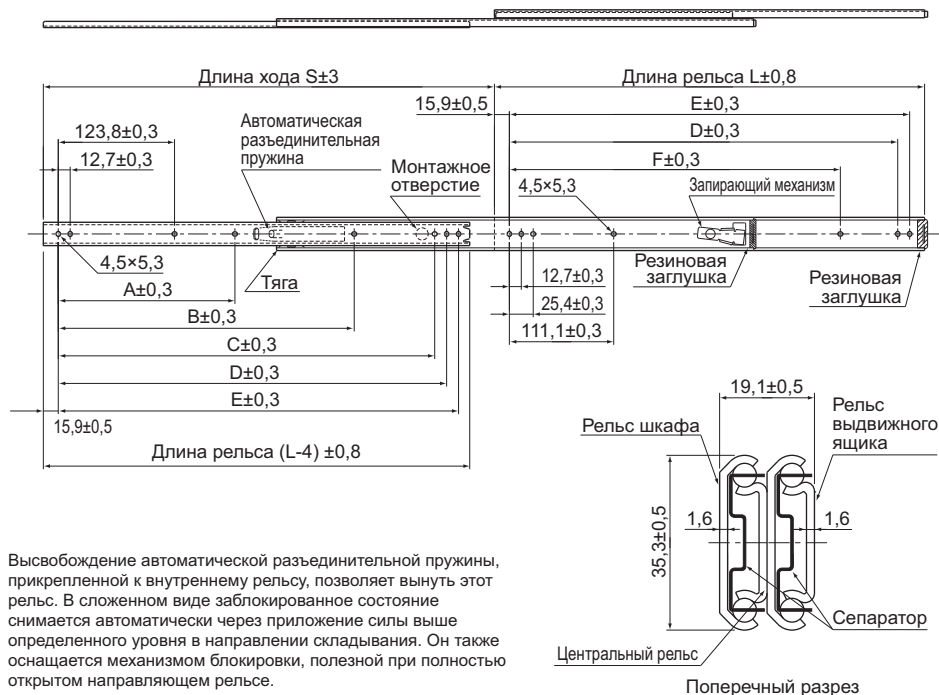 Длина хода S±3
Длина рельса L±0,8
15,9±0,5
E±0,3
123,8±0,3
Автоматическая
разъединительная
пружина
D±0,3
12,7±0,3
Монтажное
отверстие
F±0,3
4,5×5,3
Запирающий механизм
4,5×5,3
Тяга
Резиновая
заглушка
Резиновая
заглушка
A±0,3
12,7±0,3
B±0,3
25,4±0,3
C±0,3
111,1±0,3
D±0,3
E±0,3
15,9±0,5
Длина рельса (L-4) ±0,8
19,1±0,5
Рельс шкафа
Рельс
выдвижного
ящика
1,6
35,3±0,5
1,6
Сепаратор
Центральный рельс
Поперечный разрез
Высвобождение автоматической разъединительной пружины,
прикрепленной к внутреннему рельсу, позволяет вынуть этот
рельс. В сложенном виде заблокированное состояние
снимается автоматически через приложение силы выше
определенного уровня в направлении складывания. Он также
оснащается механизмом блокировки, полезной при полностью
открытом направляющем рельсе.